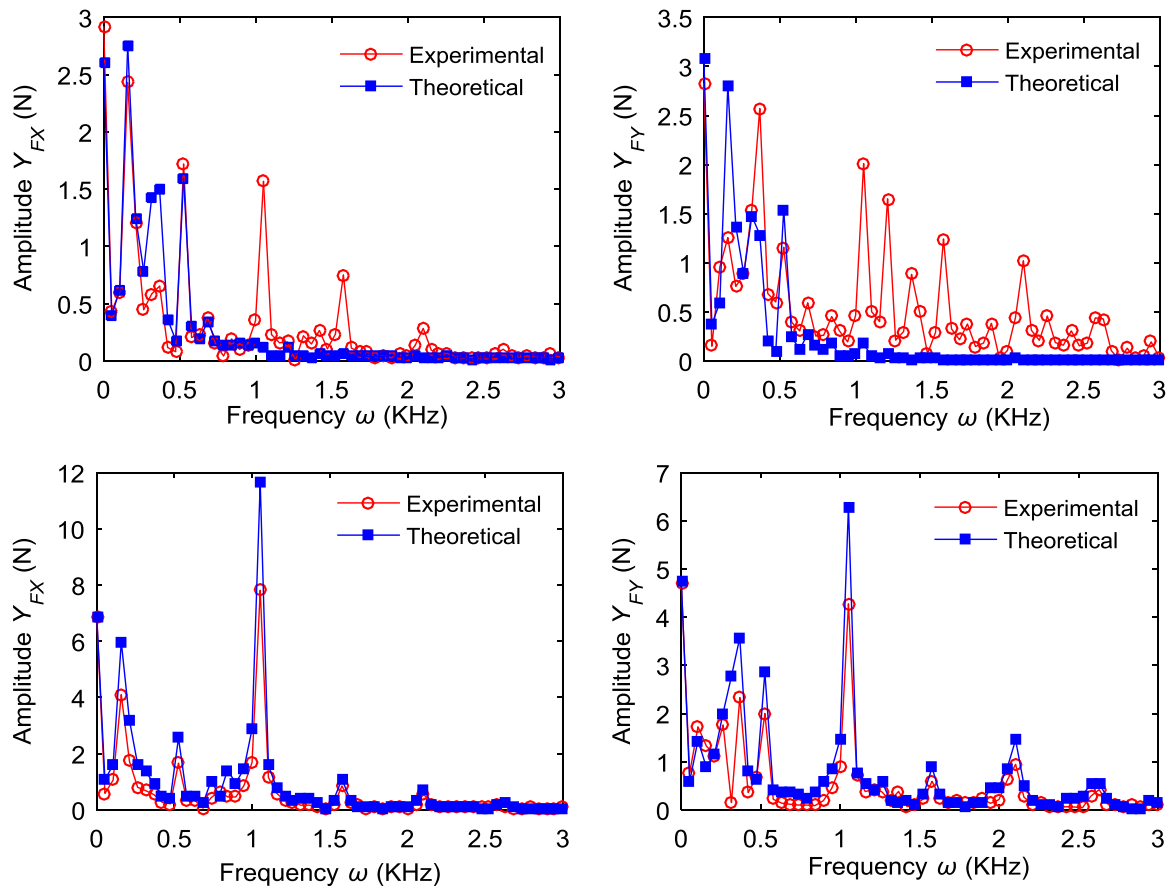 3
2.5
2
1.5
1
0.5
0
0 0.5 1 1.5 2 2.5 3
Amplitude Y_FX (N)
Frequency ω (KHz)
Experimental
Theoretical
3.5
3
2.5
2
1.5
1
0.5
0
0 0.5 1 1.5 2 2.5 3
Amplitude Y_FY (N)
Frequency ω (KHz)
Experimental
Theoretical
12
10
8
6
4
2
0
0 0.5 1 1.5 2 2.5 3
Amplitude Y_FX (N)
Frequency ω (KHz)
Experimental
Theoretical
7
6
5
4
3
2
1
0
0 0.5 1 1.5 2 2.5 3
Amplitude Y_FY (N)
Frequency ω (KHz)
Experimental
Theoretical